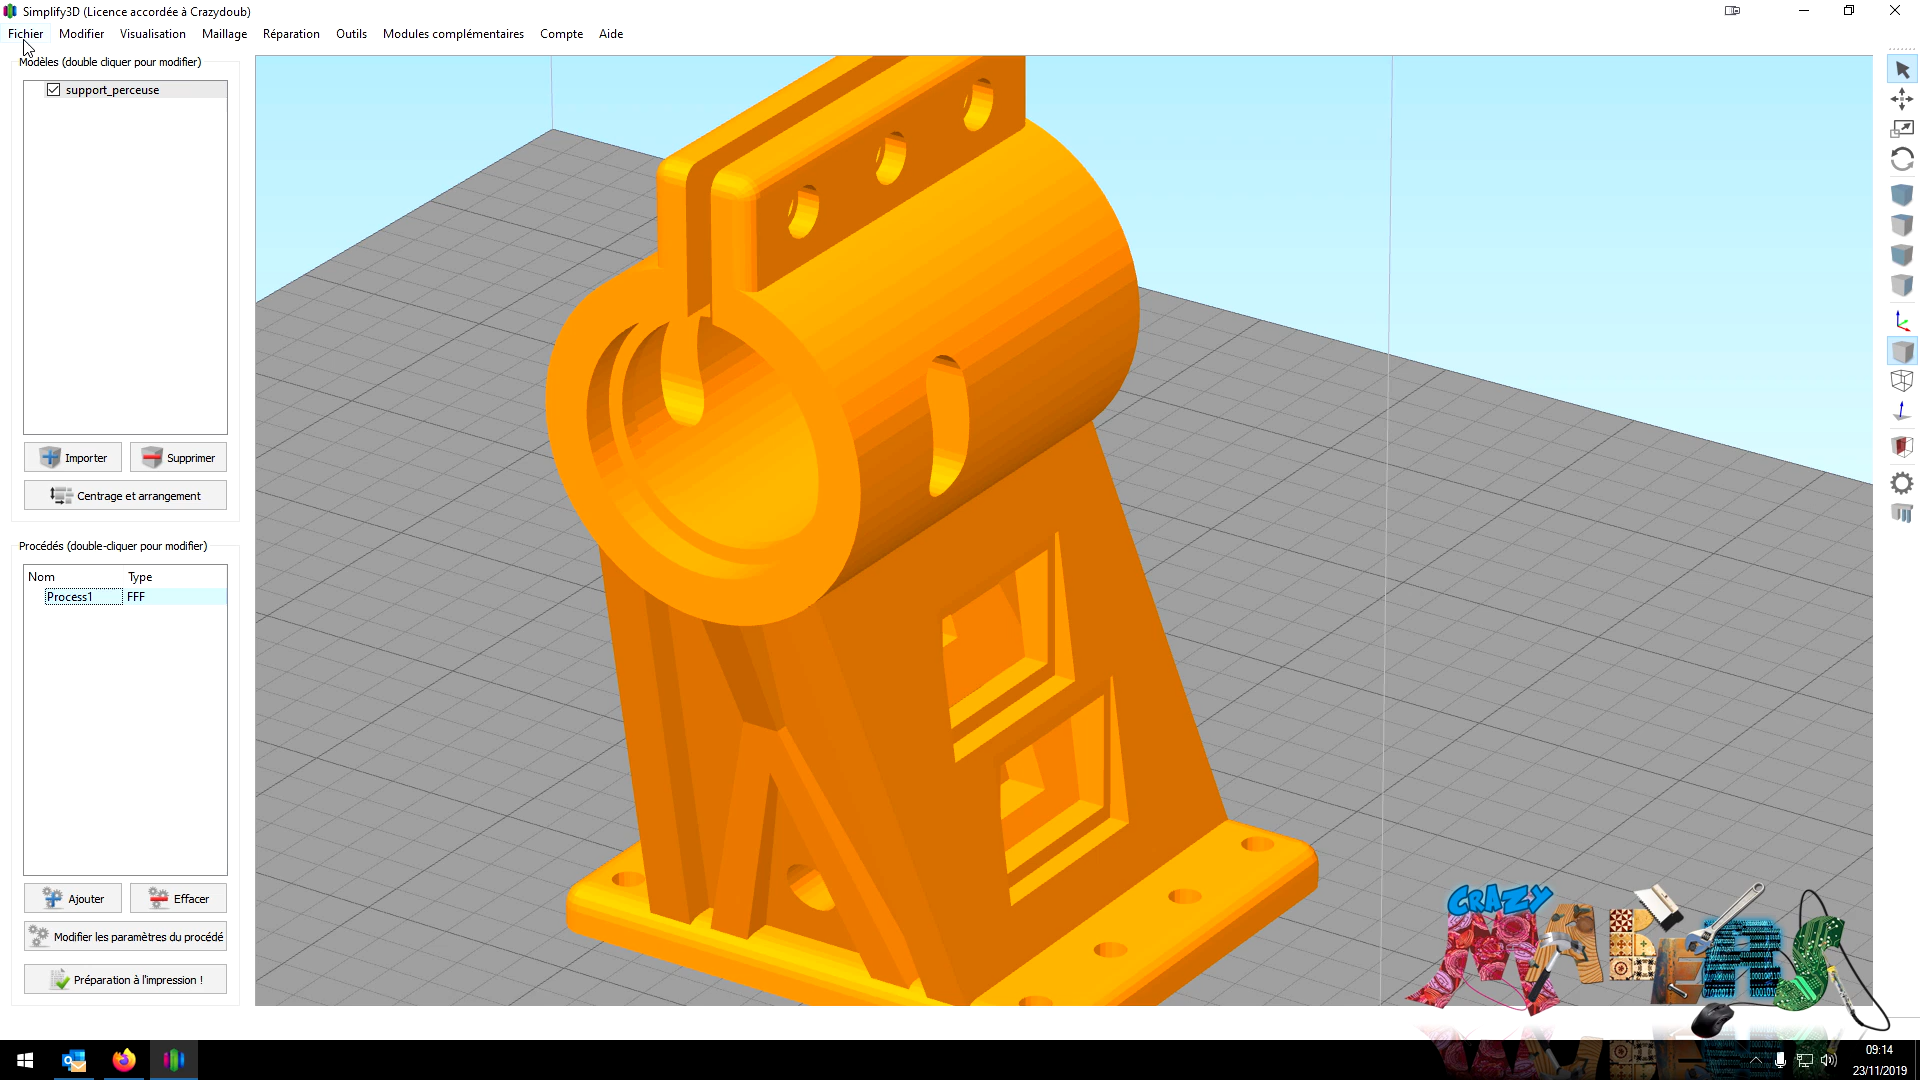 Simplify3D (Licence accordée à Crazydoub)
Fichier Modifier Visualisation Maillage Réparation Outils Modules complémentaires Compte Aide
Modèles (double cliquer pour modifier)
support_perceuse
Importer Supprimer
Centrage et arrangement
Procédés (double-cliquer pour modifier)
Nom Type
Process1 FFF
Ajouter Effacer
Modifier les paramètres du procédé
Préparation à l'impression !
CRAZY
MAKERS
09:14
23/11/2019